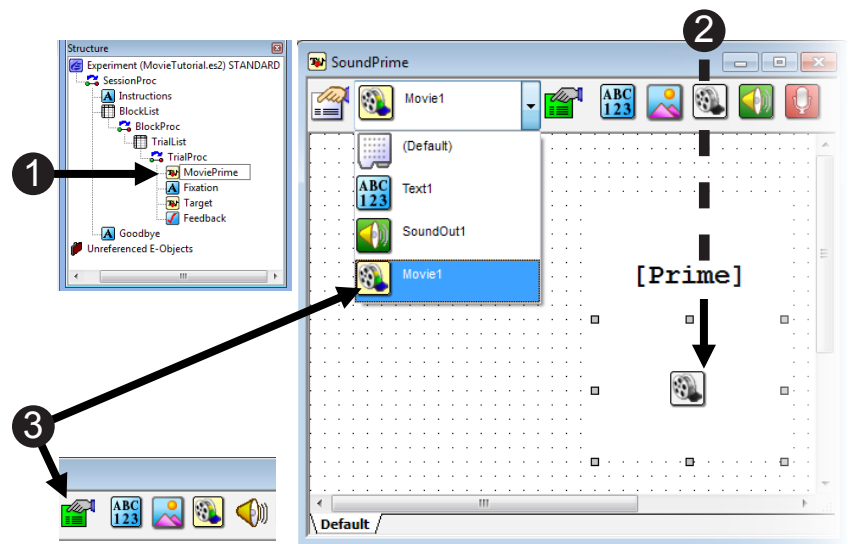 1
2
3
Structure
Experiment (MovieTutorial.es2) STANDARD
SessionProc
Instructions
BlockList
BlockProc
TrialList
TrialProc
MoviePrime
Fixation
Target
Feedback
Goodbye
Unreferenced E-Objects
SoundPrime
Movie1
ABC
123
(Default)
ABC
123
Text1
SoundOut1
Movie1
[Prime]
Default
ABC
123